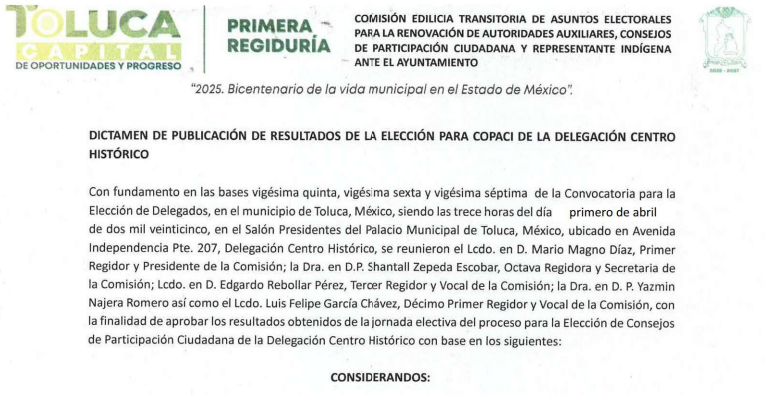 TOLUCA
CAPITAL
DE OPORTUNIDADES Y PROGRESO
PRIMERA
REGIDURÍA
COMISIÓN EDILICIA TRANSITORIA DE ASUNTOS ELECTORALES
PARA LA RENOVACIÓN DE AUTORIDADES AUXILIARES, CONSEJOS
DE PARTICIPACIÓN CIUDADANA Y REPRESENTANTE INDÍGENA
ANTE EL AYUNTAMIENTO
"2025. Bicentenario de la vida municipal en el Estado de México".
DICTAMEN DE PUBLICACIÓN DE RESULTADOS DE LA ELECCIÓN PARA COPACI DE LA DELEGACIÓN CENTRO
HISTÓRICO
Con fundamento en las bases vigésima quinta, vigésima sexta y vigésima séptima de la Convocatoria para la
Elección de Delegados, en el municipio de Toluca, México, siendo las trece horas del día primero de abril
de dos mil veinticinco, en el Salón Presidentes del Palacio Municipal de Toluca, México, ubicado en Avenida
Independencia Pte. 207, Delegación Centro Histórico, se reunieron el Lcdo. en D. Mario Magno Díaz, Primer
Regidor y Presidente de la Comisión; la Dra. en D.P. Shantall Zepeda Escobar, Octava Regidora y Secretaria de
la Comisión; Lcdo. en D. Edgardo Rebollar Pérez, Tercer Regidor y Vocal de la Comisión; la Dra. en D. P. Yazmin
Najera Romero así como el Lcdo. Luis Felipe García Chávez, Décimo Primer Regidor y Vocal de la Comisión, con
la finalidad de aprobar los resultados obtenidos de la jornada electiva del proceso para la Elección de Consejos
de Participación Ciudadana de la Delegación Centro Histórico con base en los siguientes:
CONSIDERANDOS: